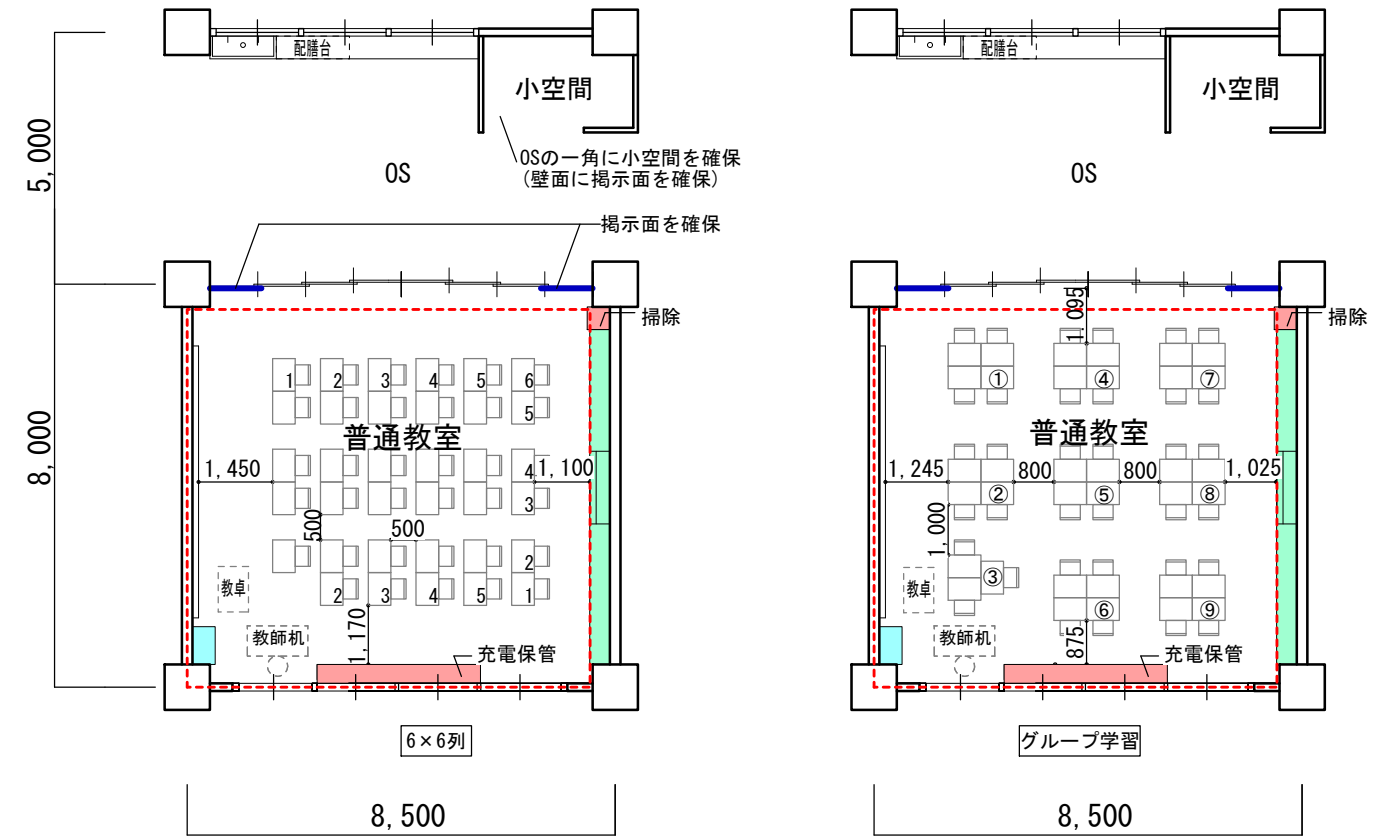 配膳台
小空間
OSの一角に小空間を確保
(壁面に掲示面を確保)
OS
5,000
掲示面を確保
掃除
1 2 3 4 5 6
5
普通教室
8,000
1,450
4
1,100
3
500
500
2
教卓
2 3 4 5 1
1,170
教師机
充電保管
6×6列
8,500
配膳台
小空間
OS
1,095
掃除
① ④ ⑦
普通教室
1,245
800
800
1,025
② ⑤ ⑧
1,000
教卓
③
⑥ ⑨
教師机
875
充電保管
グループ学習
8,500